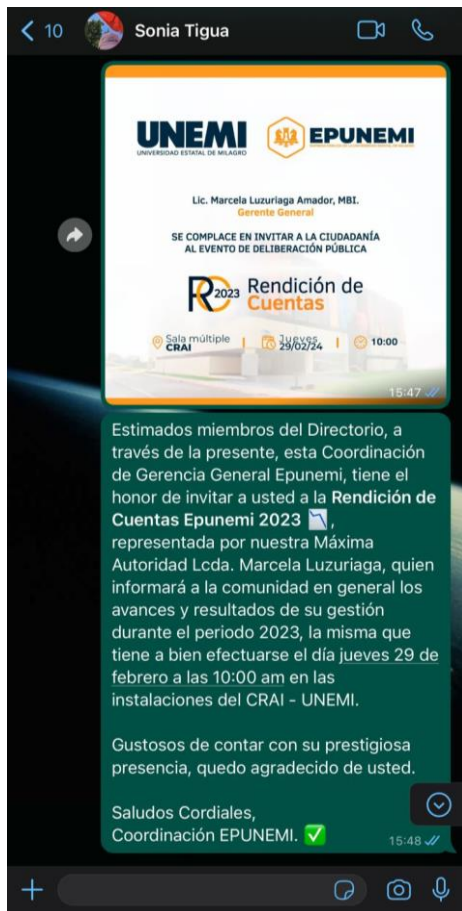 10 Sonia Tigua
UNEMI
UNIVERSIDAD ESTATAL DE MILAGRO
EPUNEMI
Lic. Marcela Luzuriaga Amador, MBI.
Gerente General
SE COMPLACE EN INVITAR A LA CIUDADANÍA
AL EVENTO DE DELIBERACIÓN PÚBLICA
R 2023 Rendición de
Cuentas
Sala múltiple
CRAI
Jueves
29/02/24
10:00
15:47
Estimados miembros del Directorio, a
través de la presente, esta Coordinación
de Gerencia General Epunemi, tiene el
honor de invitar a usted a la Rendición de
Cuentas Epunemi 2023 📉,
representada por nuestra Máxima
Autoridad Lcda. Marcela Luzuriaga, quien
informará a la comunidad en general los
avances y resultados de su gestión
durante el periodo 2023, la misma que
tiene a bien efectuarse el día jueves 29 de
febrero a las 10:00 am en las
instalaciones del CRAI - UNEMI.
Gustosos de contar con su prestigiosa
presencia, quedo agradecido de usted.
Saludos Cordiales,
Coordinación EPUNEMI. ✅
15:48